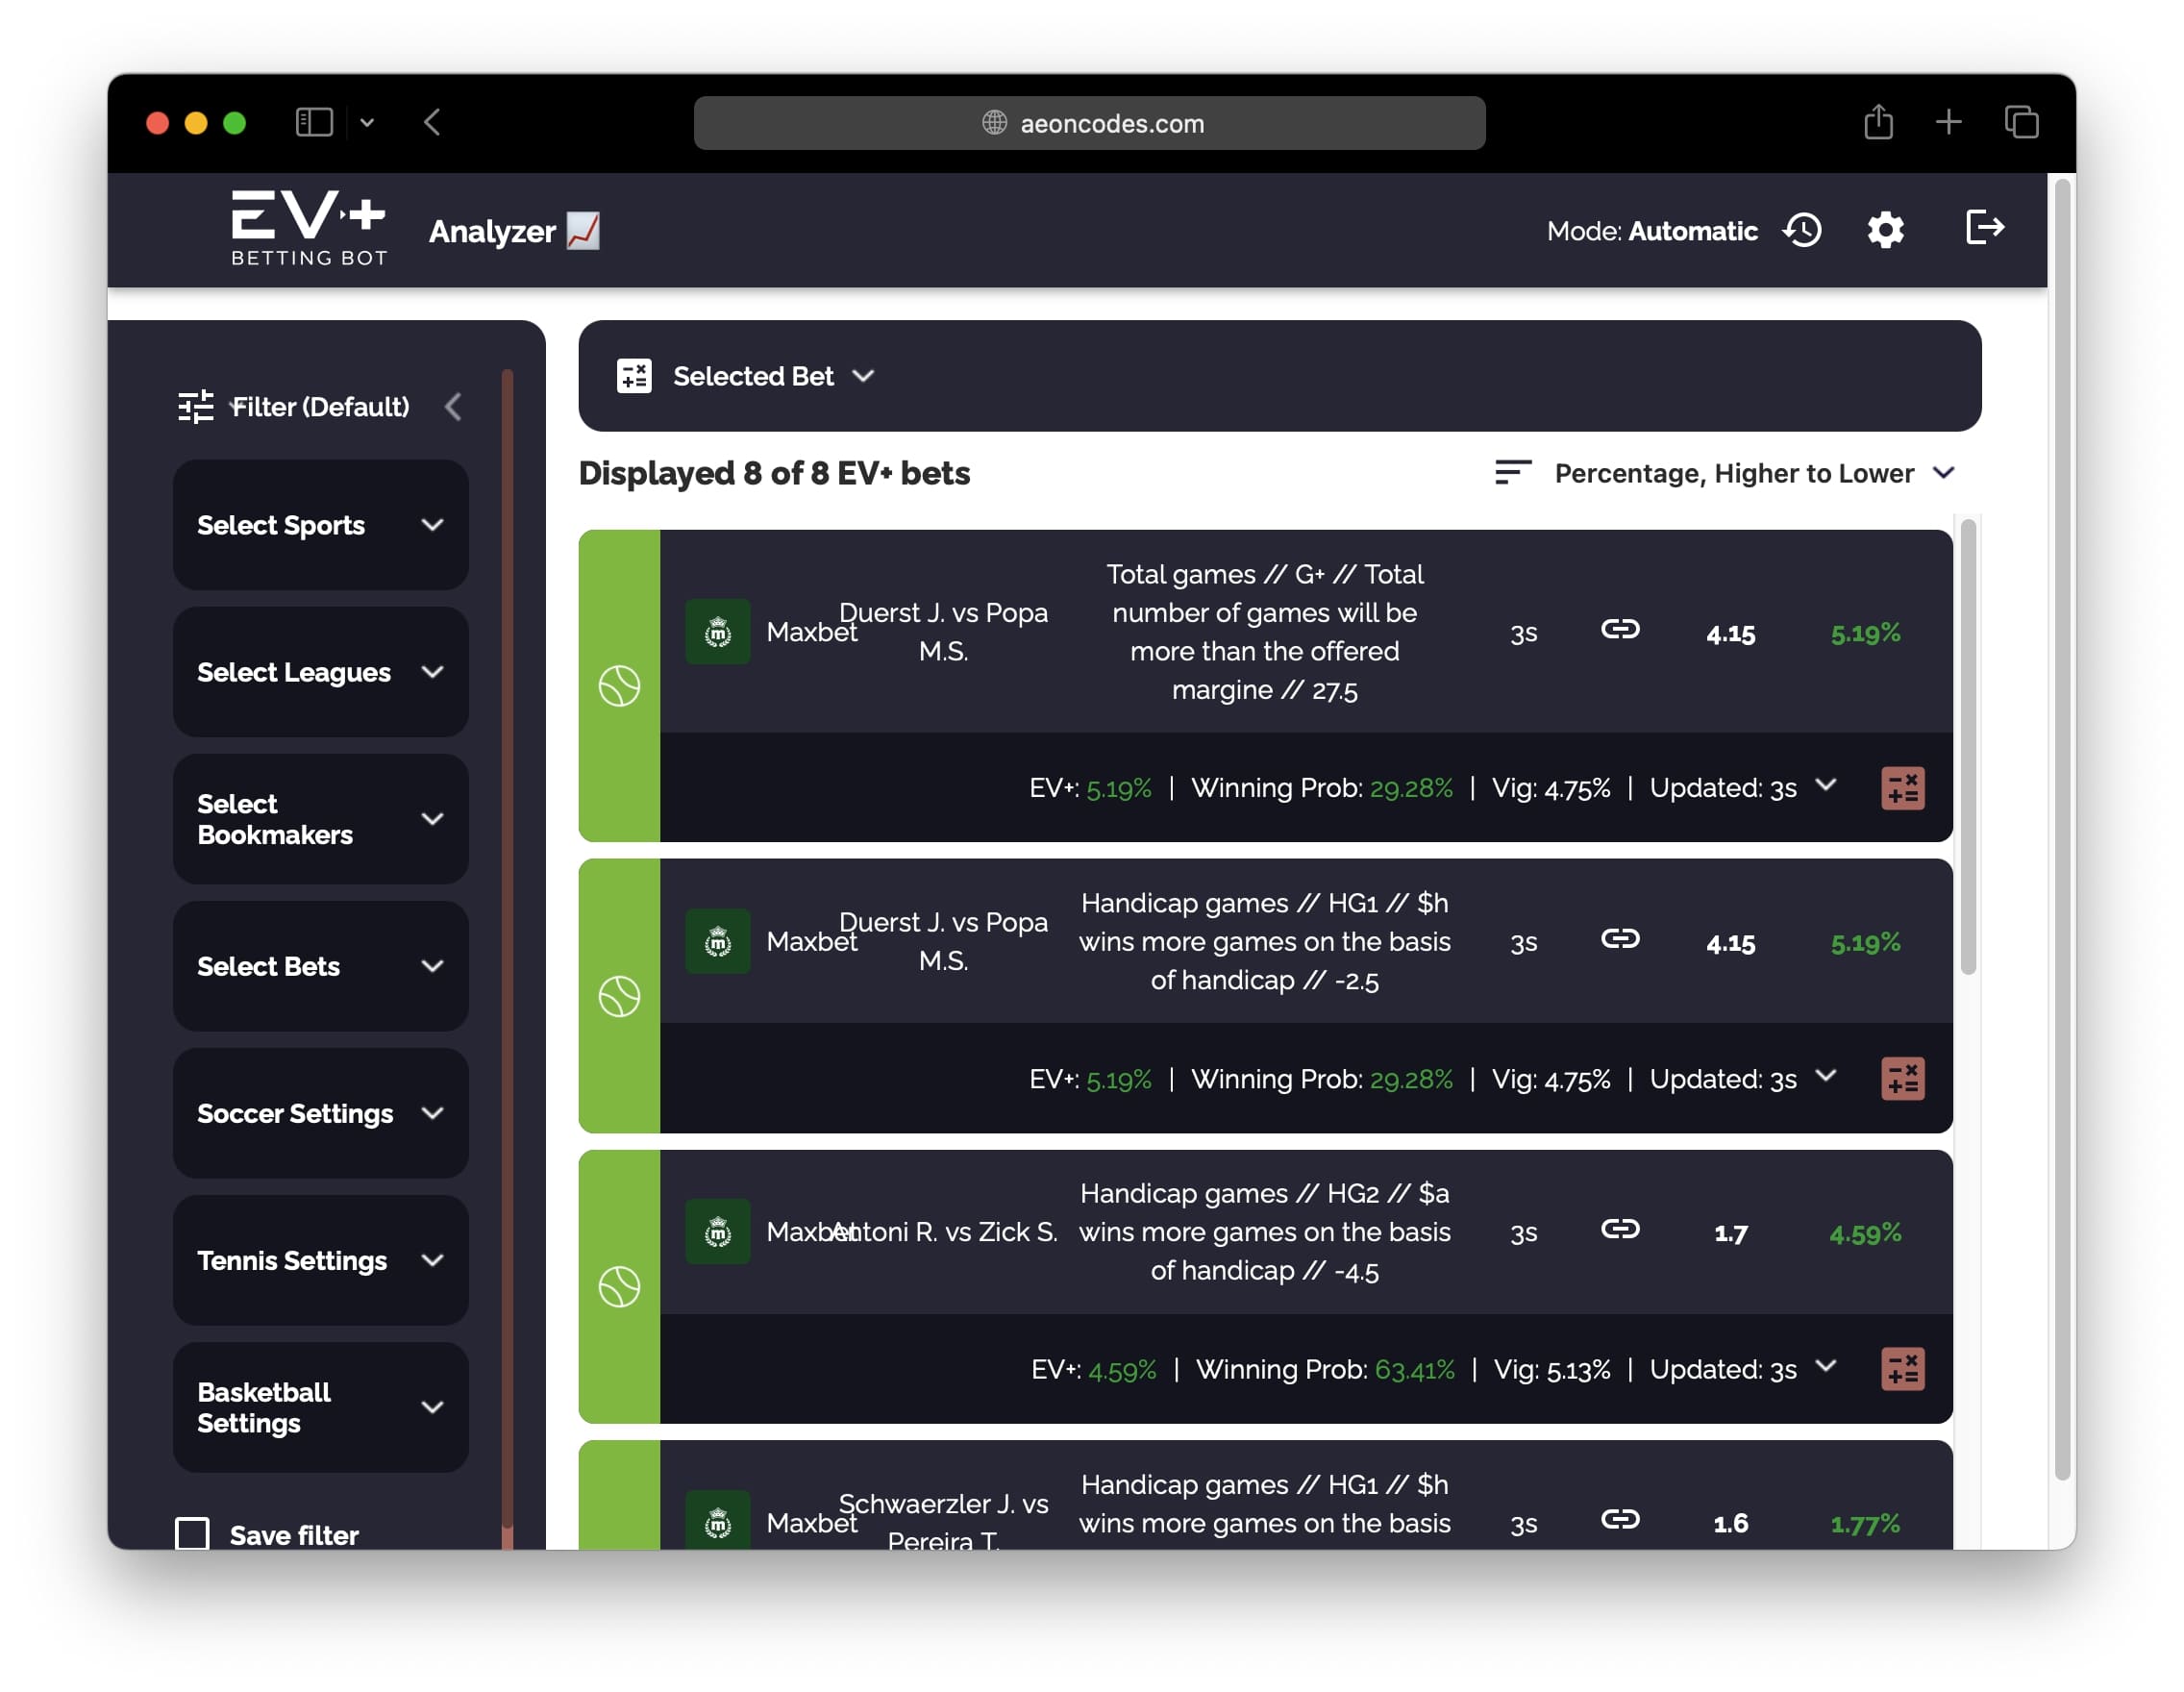 aeoncodes.com
EV+
BETTING BOT
Analyzer
Mode: Automatic
Filter (Default)
Select Sports
Select Leagues
Select
Bookmakers
Select Bets
Soccer Settings
Tennis Settings
Basketball
Settings
Save filter
Selected Bet
Displayed 8 of 8 EV+ bets
Percentage, Higher to Lower
Maxbet
Duerst J. vs Popa
M.S.
Total games // G+ // Total
number of games will be
more than the offered
margine // 27.5
3s
4.15
5.19%
EV+: 5.19% | Winning Prob: 29.28% | Vig: 4.75% | Updated: 3s
Maxbet
Duerst J. vs Popa
M.S.
Handicap games // HG1 // $h
wins more games on the basis
of handicap // -2.5
3s
4.15
5.19%
EV+: 5.19% | Winning Prob: 29.28% | Vig: 4.75% | Updated: 3s
Maxbet
Antoni R. vs Zick S.
Handicap games // HG2 // $a
wins more games on the basis
of handicap // -4.5
3s
1.7
4.59%
EV+: 4.59% | Winning Prob: 63.41% | Vig: 5.13% | Updated: 3s
Maxbet
Schwaerzler J. vs
Pereira T.
Handicap games // HG1 // $h
wins more games on the basis
3s
1.6
1.77%